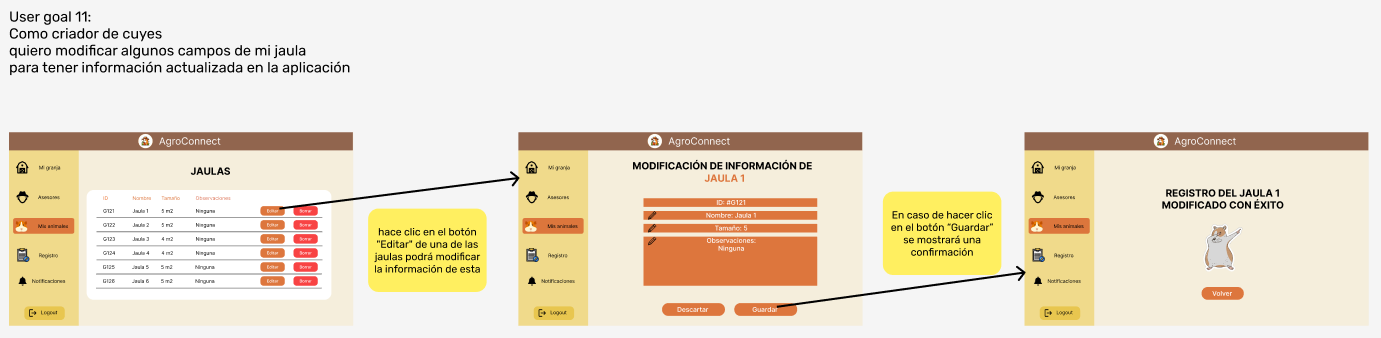 User goal 11:
Como criador de cuyes
quiero modificar algunos campos de mi jaula
para tener información actualizada en la aplicación
AgroConnect
Mi granja
Asesores
Mis animales
Registro
Notificaciones
Logout
JAULAS
ID Nombre Tamaño Observaciones
G121 Jaula 1 5 m2 Ninguna Editar Borrar
G122 Jaula 2 5 m2 Ninguna Editar Borrar
G123 Jaula 3 4 m2 Ninguna Editar Borrar
G124 Jaula 4 4 m2 Ninguna Editar Borrar
G125 Jaula 5 5 m2 Ninguna Editar Borrar
G126 Jaula 6 5 m2 Ninguna Editar Borrar
hace clic en el botón
"Editar" de una de las
jaulas podrá modificar
la información de esta
AgroConnect
Mi granja
Asesores
Mis animales
Registro
Notificaciones
Logout
MODIFICACIÓN DE INFORMACIÓN DE
JAULA 1
ID: #G121
Nombre: Jaula 1
Tamaño: 5
Observaciones:
Ninguna
Descartar
Guardar
En caso de hacer clic
en el botón "Guardar"
se mostrará una
confirmación
AgroConnect
Mi granja
Asesores
Mis animales
Registro
Notificaciones
Logout
REGISTRO DEL JAULA 1
MODIFICADO CON ÉXITO
Volver